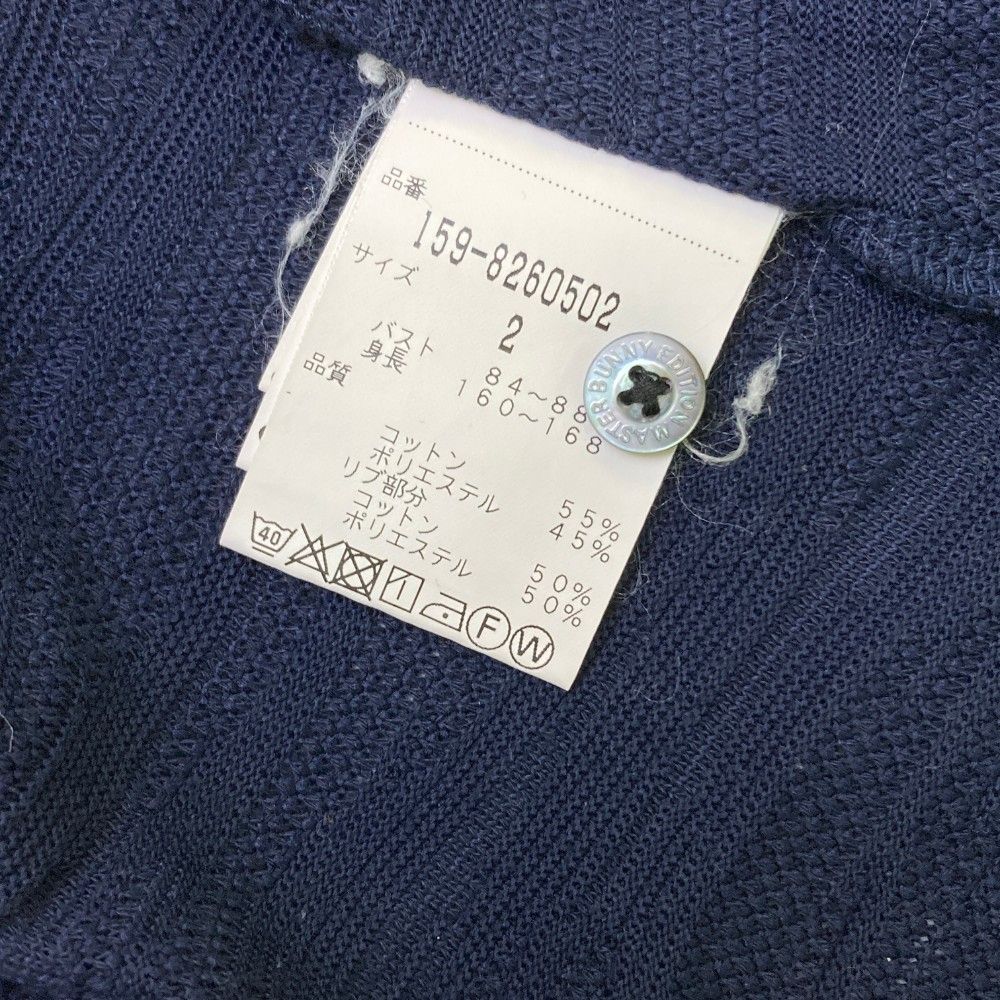 品番
159-8260502
サイズ
2
バスト 84～88
身長 160～168
品質
コットン 55%
ポリエステル 45%
リブ部分
コットン 50%
ポリエステル 50%
40
F
W
MASTER BUNNY EDITION